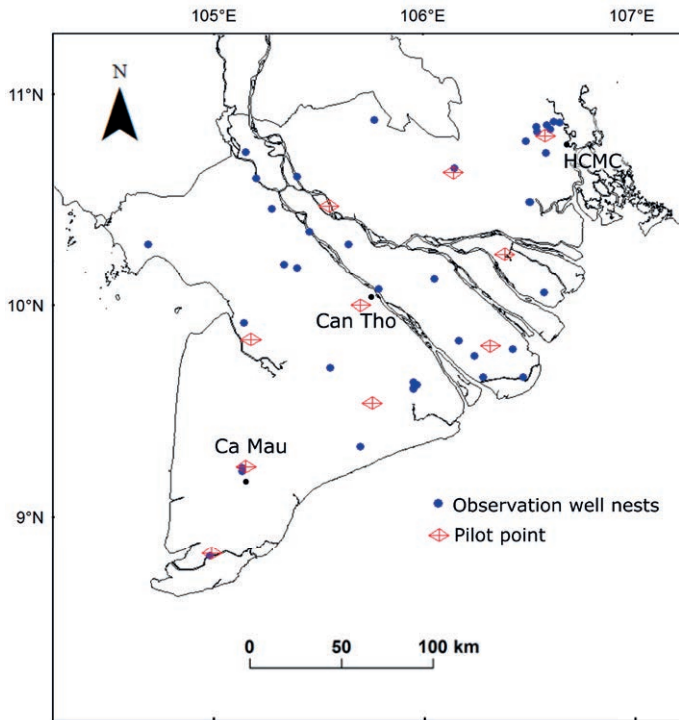 105°E 106°E 107°E
11°N
N
HCMC
10°N
Can Tho
Ca Mau
9°N
Observation well nests
Pilot point
0 50 100 km